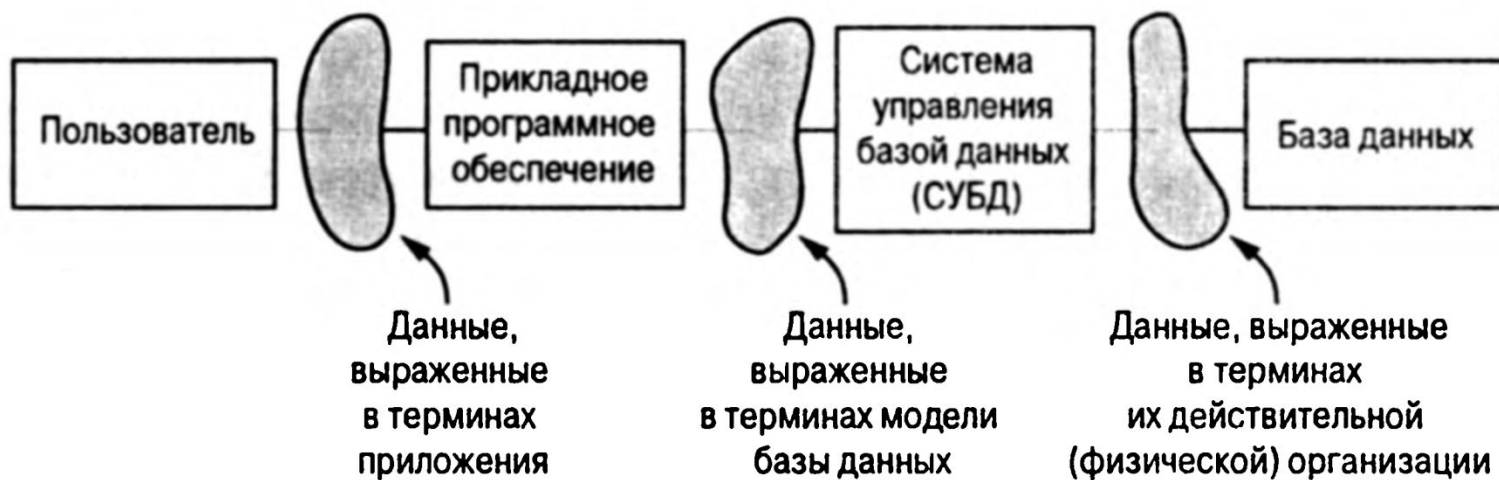 Пользователь
Прикладное
программное
обеспечение
Система
управления
базой данных
(СУБД)
База данных
Данные,
выраженные
в терминах
приложения
Данные,
выраженные
в терминах модели
базы данных
Данные, выраженные
в терминах
их действительной
(физической) организации